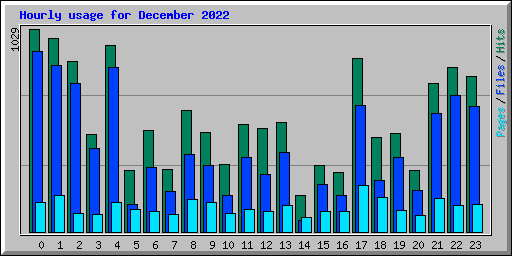 Hourly usage for December 2022
1029
Pages / Files / Hits
0 1 2 3 4 5 6 7 8 9 10 11 12 13 14 15 16 17 18 19 20 21 22 23